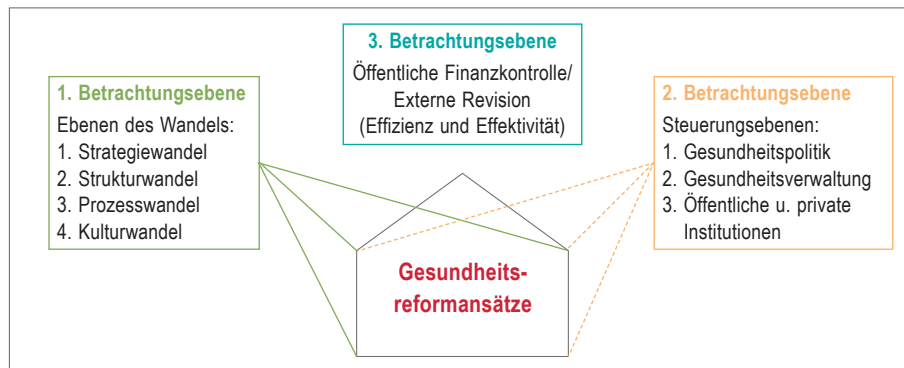 3. Betrachtungsebene
Öffentliche Finanzkontrolle/
Externe Revision
(Effizienz und Effektivität)
1. Betrachtungsebene
Ebenen des Wandels:
1. Strategiewandel
2. Strukturwandel
3. Prozesswandel
4. Kulturwandel
2. Betrachtungsebene
Steuerungsebenen:
1. Gesundheitspolitik
2. Gesundheitsverwaltung
3. Öffentliche u. private
Institutionen
Gesundheits-
reformansätze